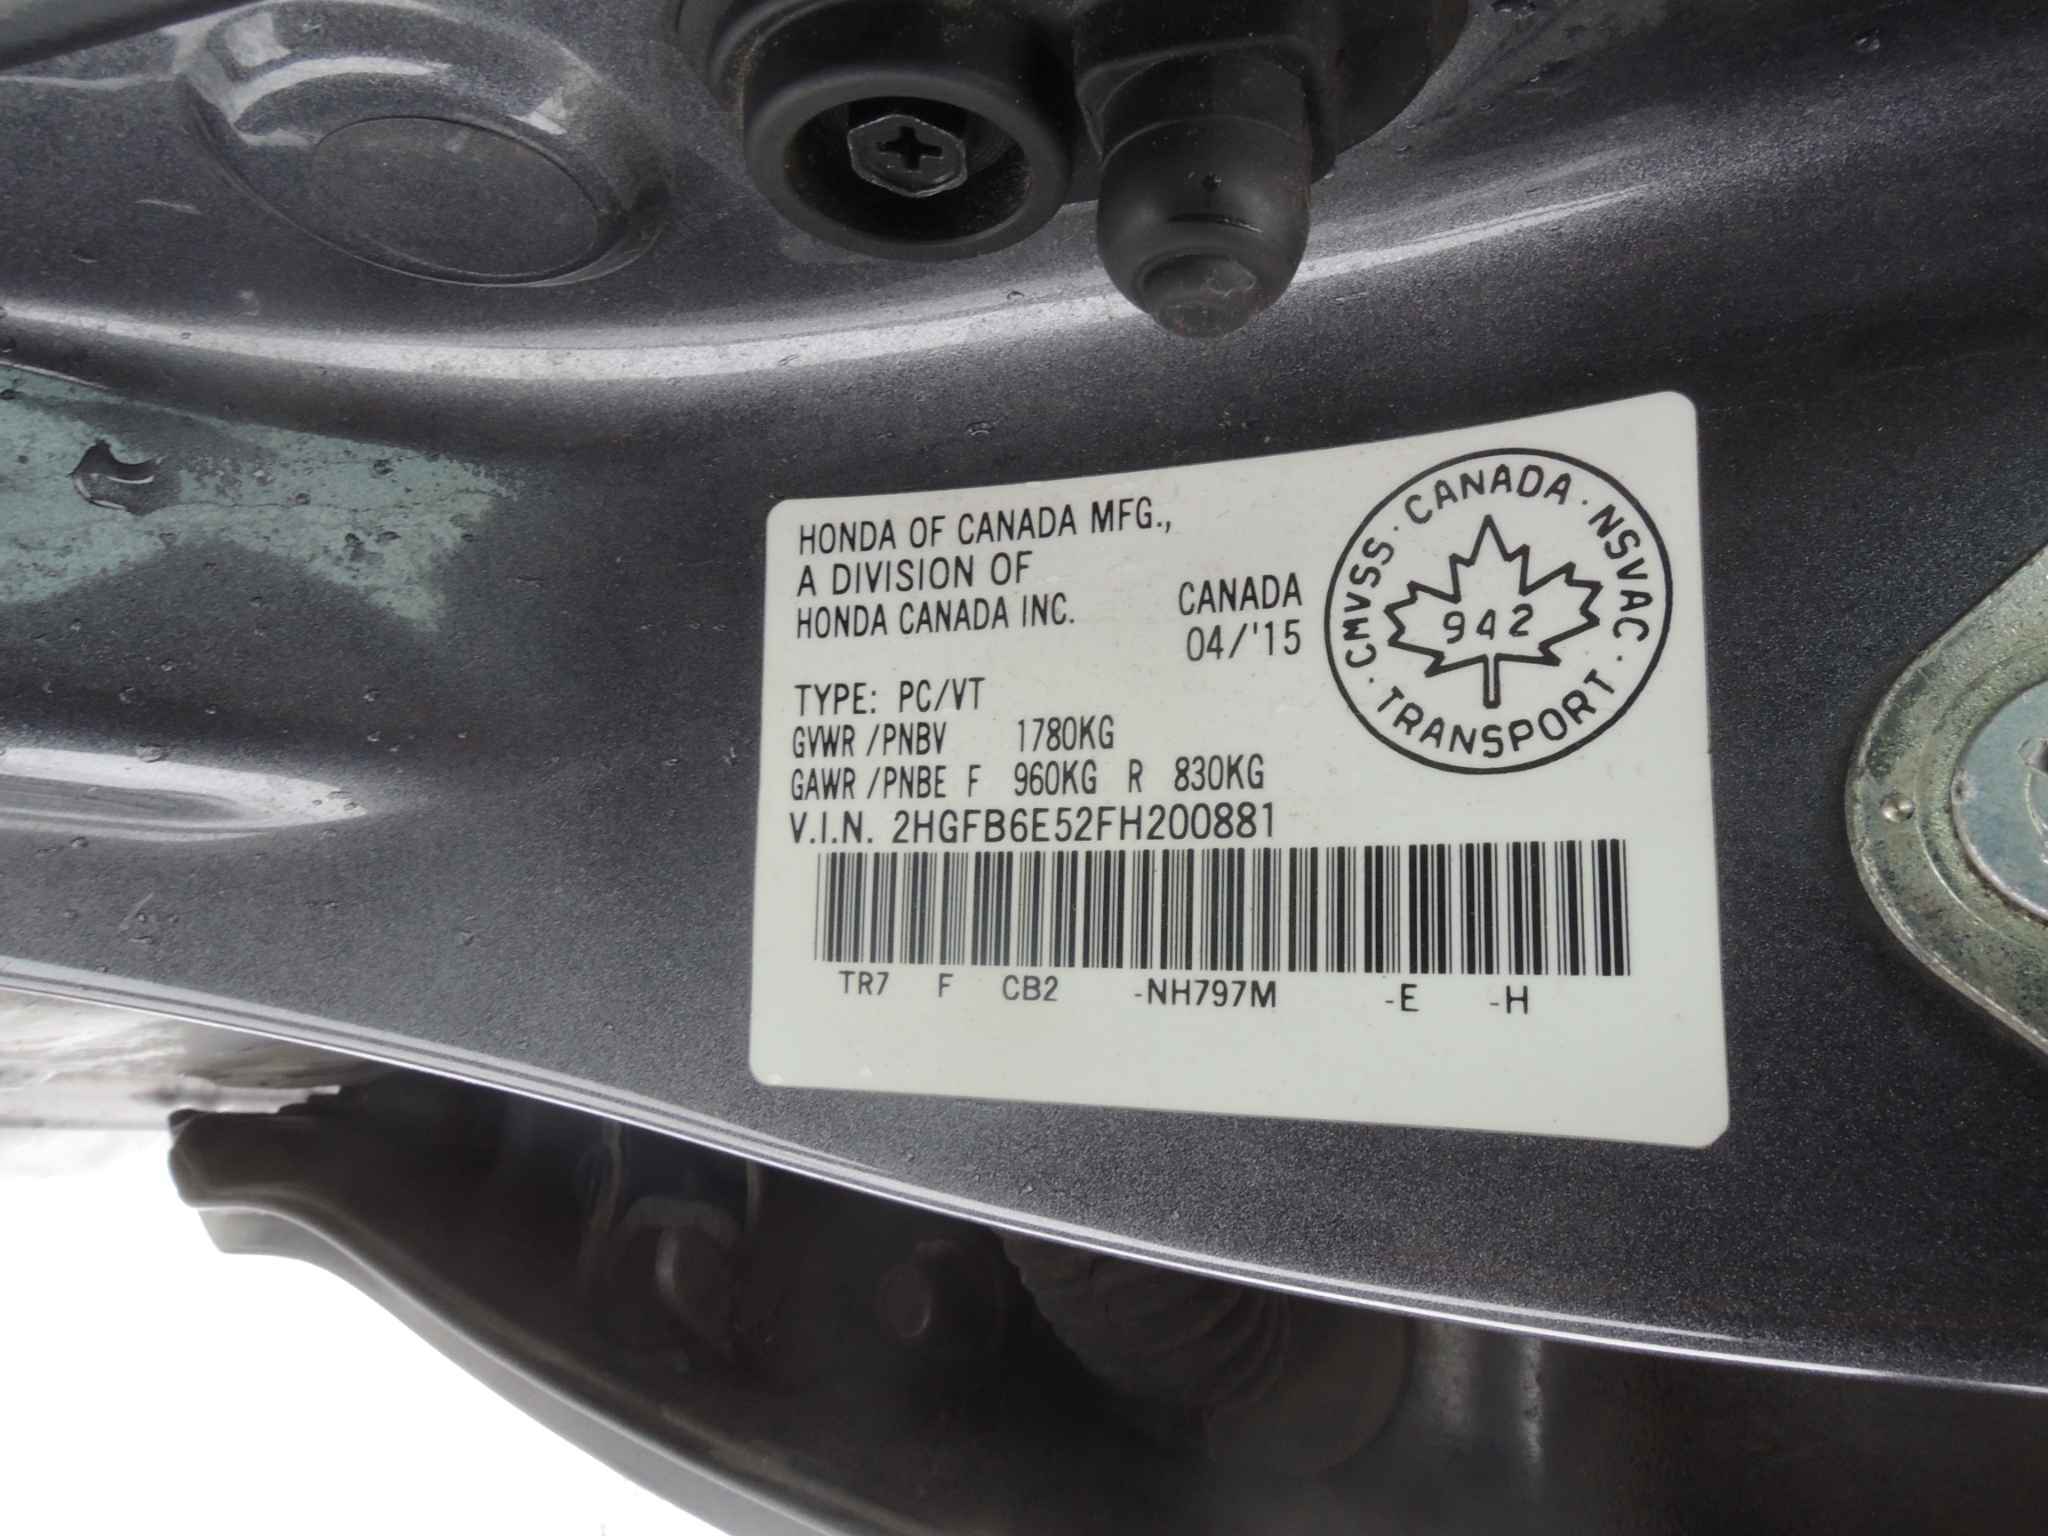 HONDA OF CANADA MFG.,
A DIVISION OF
HONDA CANADA INC.
CANADA
04/'15
CMVSS · CANADA · NSVAC · TRANSPORT ·
942
TYPE: PC/VT
GVWR /PNBV 1780KG
GAWR /PNBE F 960KG R 830KG
V.I.N. 2HGFB6E52FH200881
TR7 F CB2 -NH797M -E -H